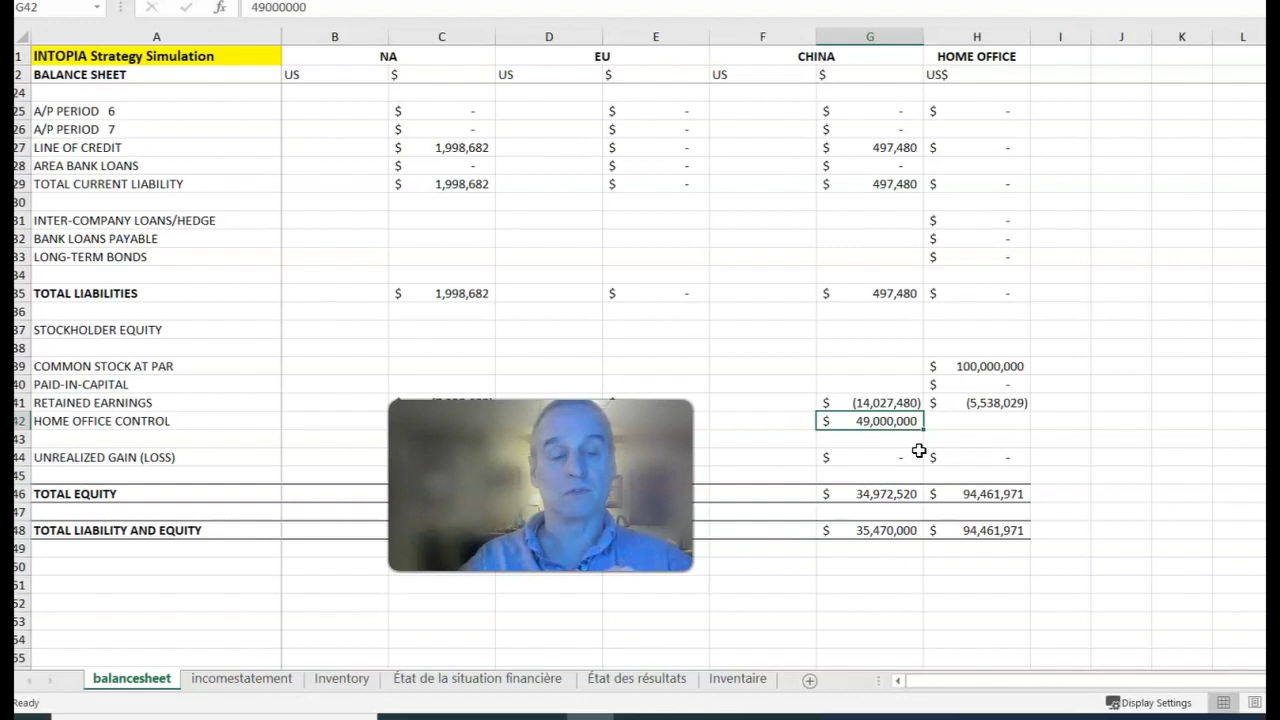 G42 fx 49000000
A B C D E F G H I J K L
1 INTOPIA Strategy Simulation NA EU CHINA HOME OFFICE
2 BALANCE SHEET US $ US $ US $ US$
24
25 A/P PERIOD 6 $ - $ - $ - $ -
26 A/P PERIOD 7 $ - $ - $ -
27 LINE OF CREDIT $ 1,998,682 $ - $ 497,480 $ -
28 AREA BANK LOANS $ - $ - $ -
29 TOTAL CURRENT LIABILITY $ 1,998,682 $ - $ 497,480 $ -
30
31 INTER-COMPANY LOANS/HEDGE $ -
32 BANK LOANS PAYABLE $ -
33 LONG-TERM BONDS $ -
34
35 TOTAL LIABILITIES $ 1,998,682 $ - $ 497,480 $ -
36
37 STOCKHOLDER EQUITY
38
39 COMMON STOCK AT PAR $ 100,000,000
40 PAID-IN-CAPITAL $ -
41 RETAINED EARNINGS $ (14,027,480) $ (5,538,029)
42 HOME OFFICE CONTROL $ 49,000,000
43
44 UNREALIZED GAIN (LOSS) $ - $ -
45
46 TOTAL EQUITY $ 34,972,520 $ 94,461,971
47
48 TOTAL LIABILITY AND EQUITY $ 35,470,000 $ 94,461,971
49
50
51
52
53
54
55
balancesheet incomestatement Inventory État de la situation financière État des résultats Inventaire
Ready Display Settings